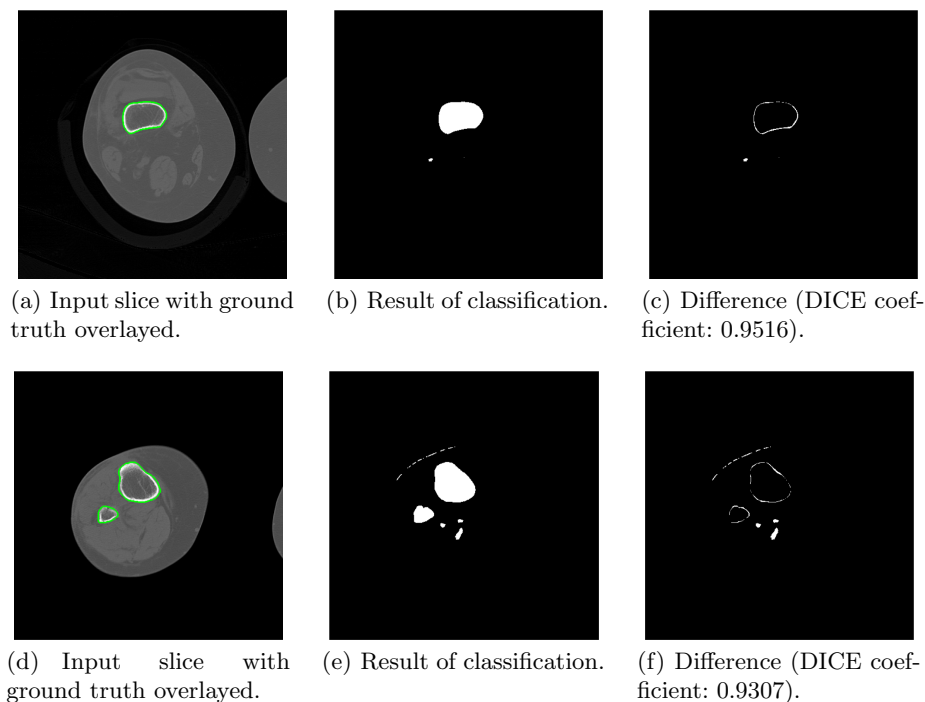 (a) Input slice with ground
truth overlayed.
(b) Result of classification.
(c) Difference (DICE coef-
ficient: 0.9516).
(d) Input slice with
ground truth overlayed.
(e) Result of classification.
(f) Difference (DICE coef-
ficient: 0.9307).